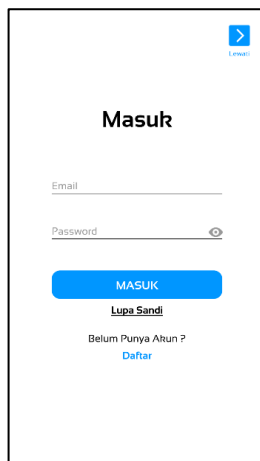 Lewati
Masuk
Email
Password
MASUK
Lupa Sandi
Belum Punya Akun ?
Daftar